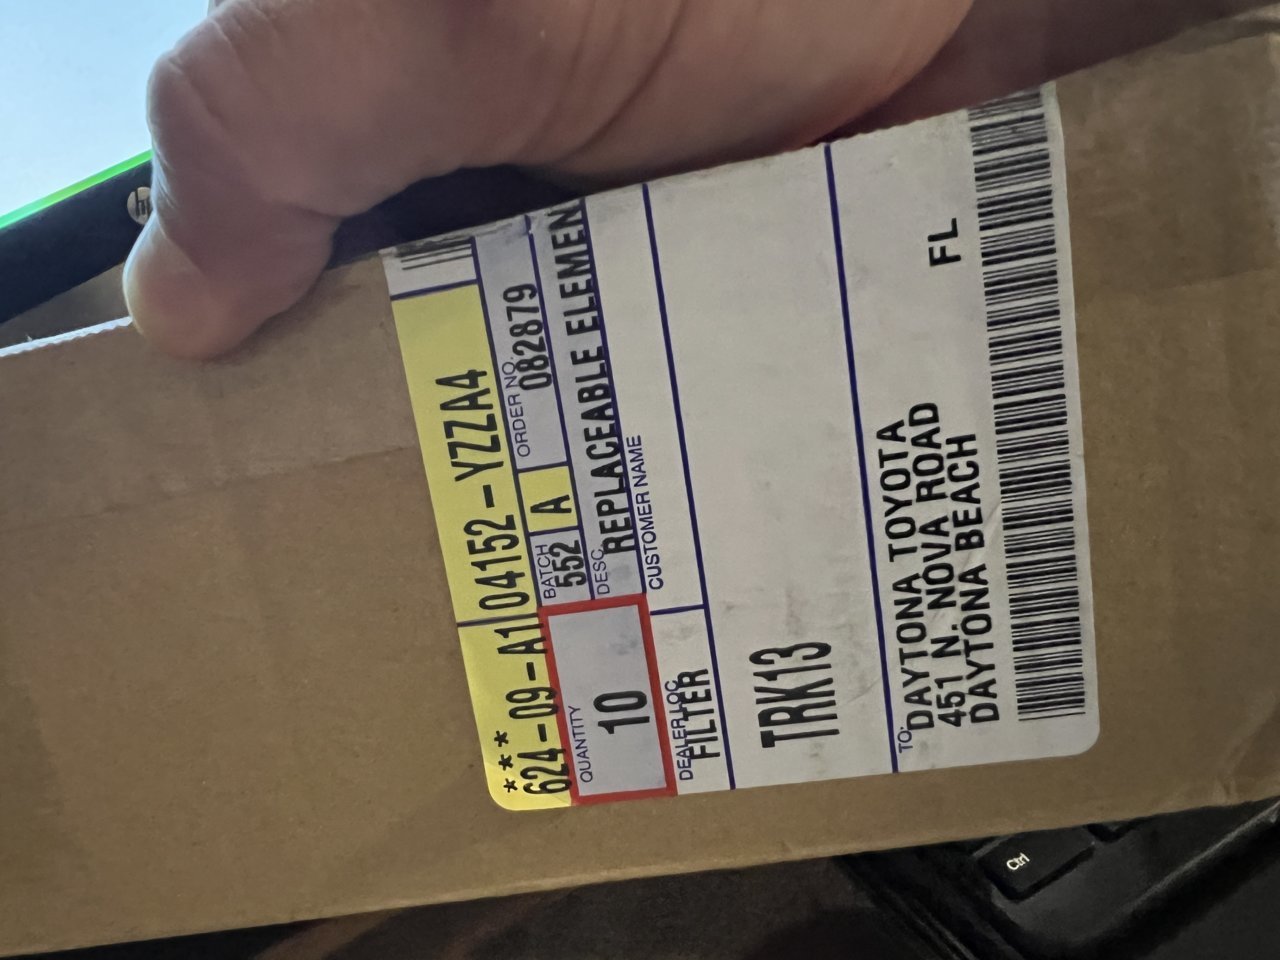 ***
624-09-A1 04152-YZZA4
QUANTITY
10
BATCH
552 A
ORDER NO.
082879
DESC.
REPLACEABLE ELEMEN
DEALER LOC
FILTER
CUSTOMER NAME
TRK13
TO:
DAYTONA TOYOTA
451 N. NOVA ROAD
DAYTONA BEACH FL
hp
Ctrl